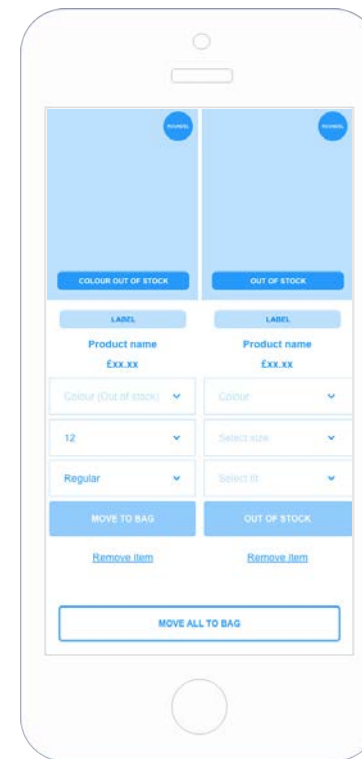 ROUNDEL
ROUNDEL
COLOUR OUT OF STOCK
OUT OF STOCK
LABEL
LABEL
Product name
Product name
£xx.xx
£xx.xx
Colour (Out of stock)
Colour
12
Select size
Regular
Select fit
MOVE TO BAG
OUT OF STOCK
Remove item
Remove item
MOVE ALL TO BAG